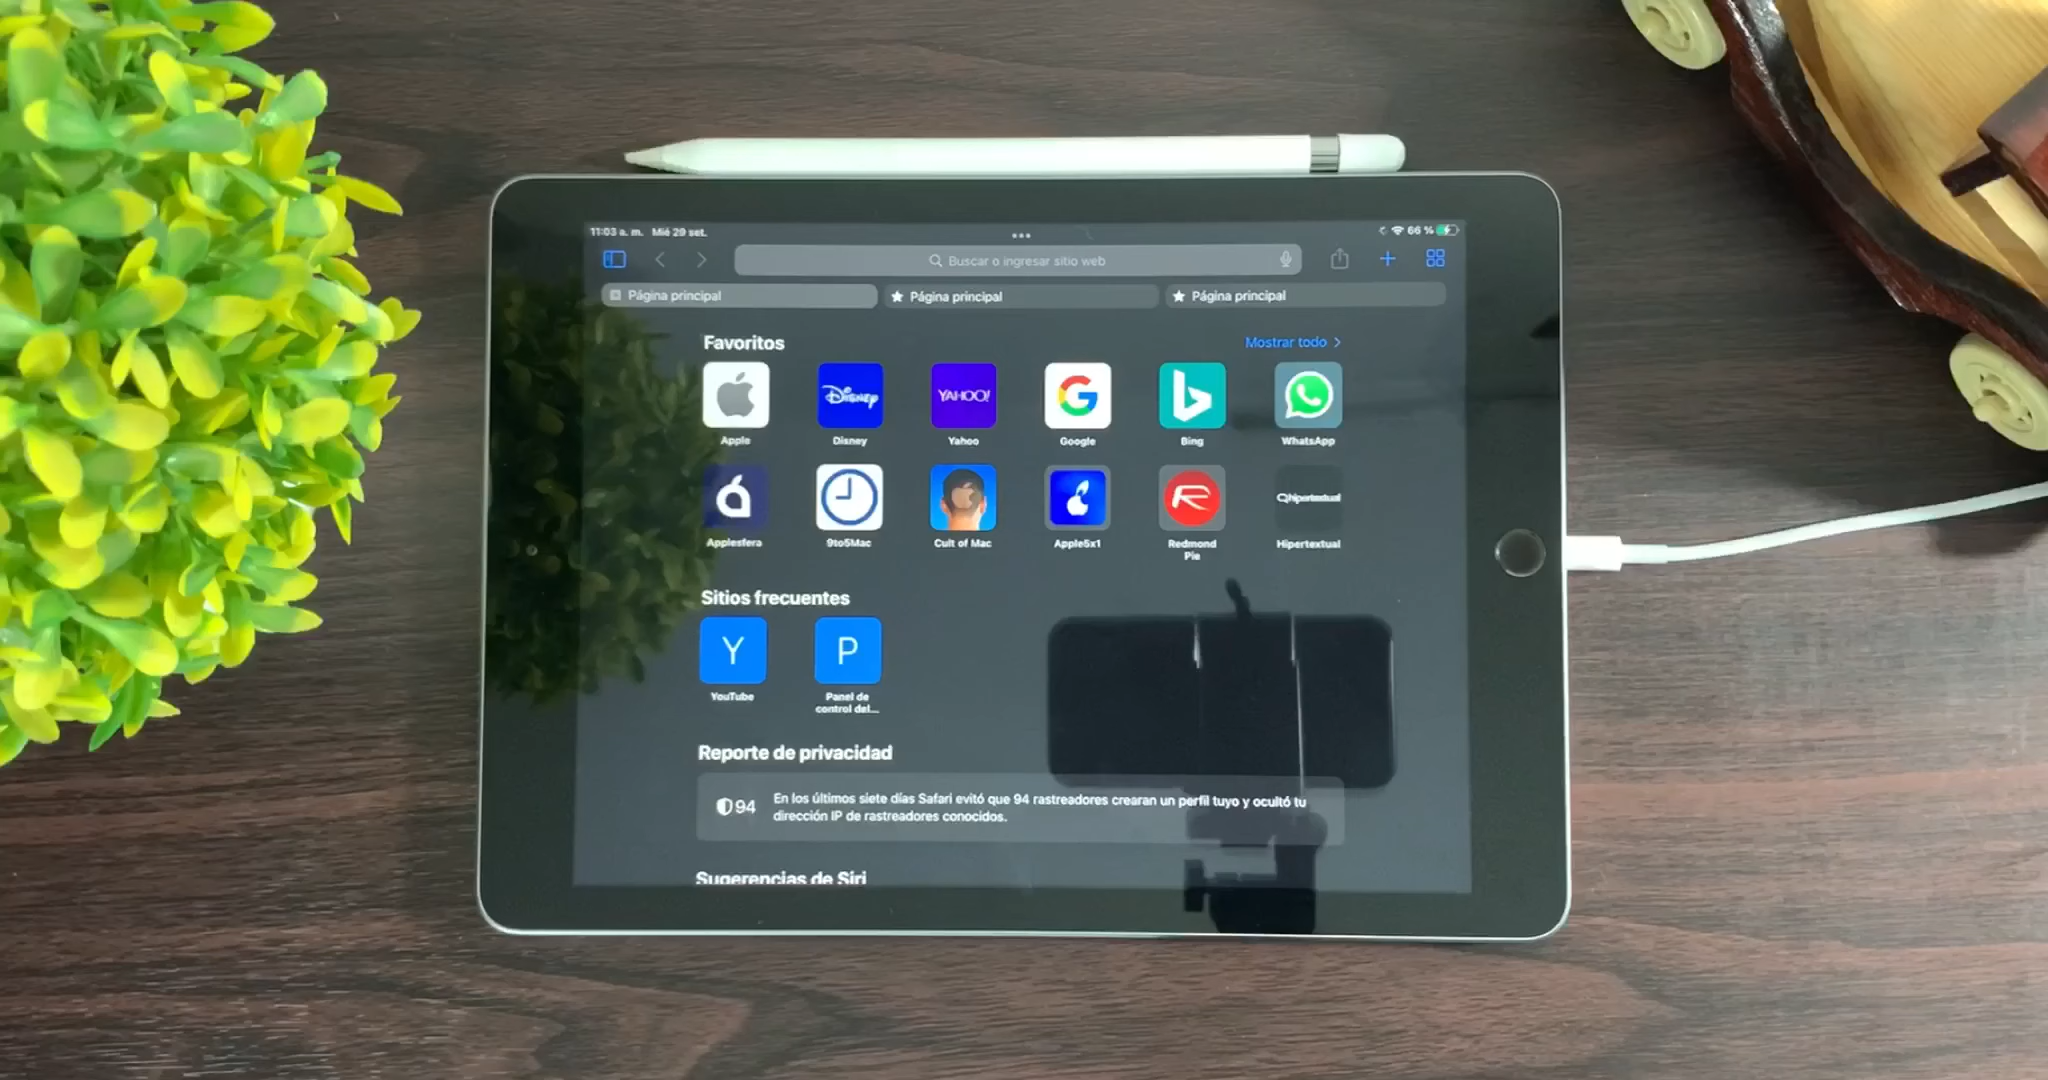 11:03 a. m. Mié 29 set.
66 %
Buscar o ingresar sitio web
Página principal
Página principal
Página principal
Favoritos
Mostrar todo
Disney
YAHOO!
Apple
Disney
Yahoo
Google
Bing
WhatsApp
Hipertextual
Applesfera
9to5Mac
Cult of Mac
Apple5x1
Redmond
Pie
Hipertextual
Sitios frecuentes
Y
P
YouTube
Panel de
control del...
Reporte de privacidad
94
En los últimos siete días Safari evitó que 94 rastreadores crearan un perfil tuyo y ocultó tu
dirección IP de rastreadores conocidos.
Sugerencias de Siri